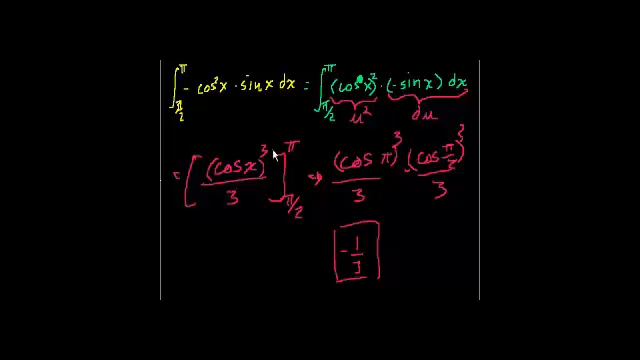 ∫_{π/2}^{π} - cos²x · sin x dx = ∫_{π/2}^{π} (cos x)² · (-sin x) dx
u² du
= [(cos x)³/3]_{π/2}^{π} ⇒ (cos π)³/3 - (cos π/2)³/3
-1/3